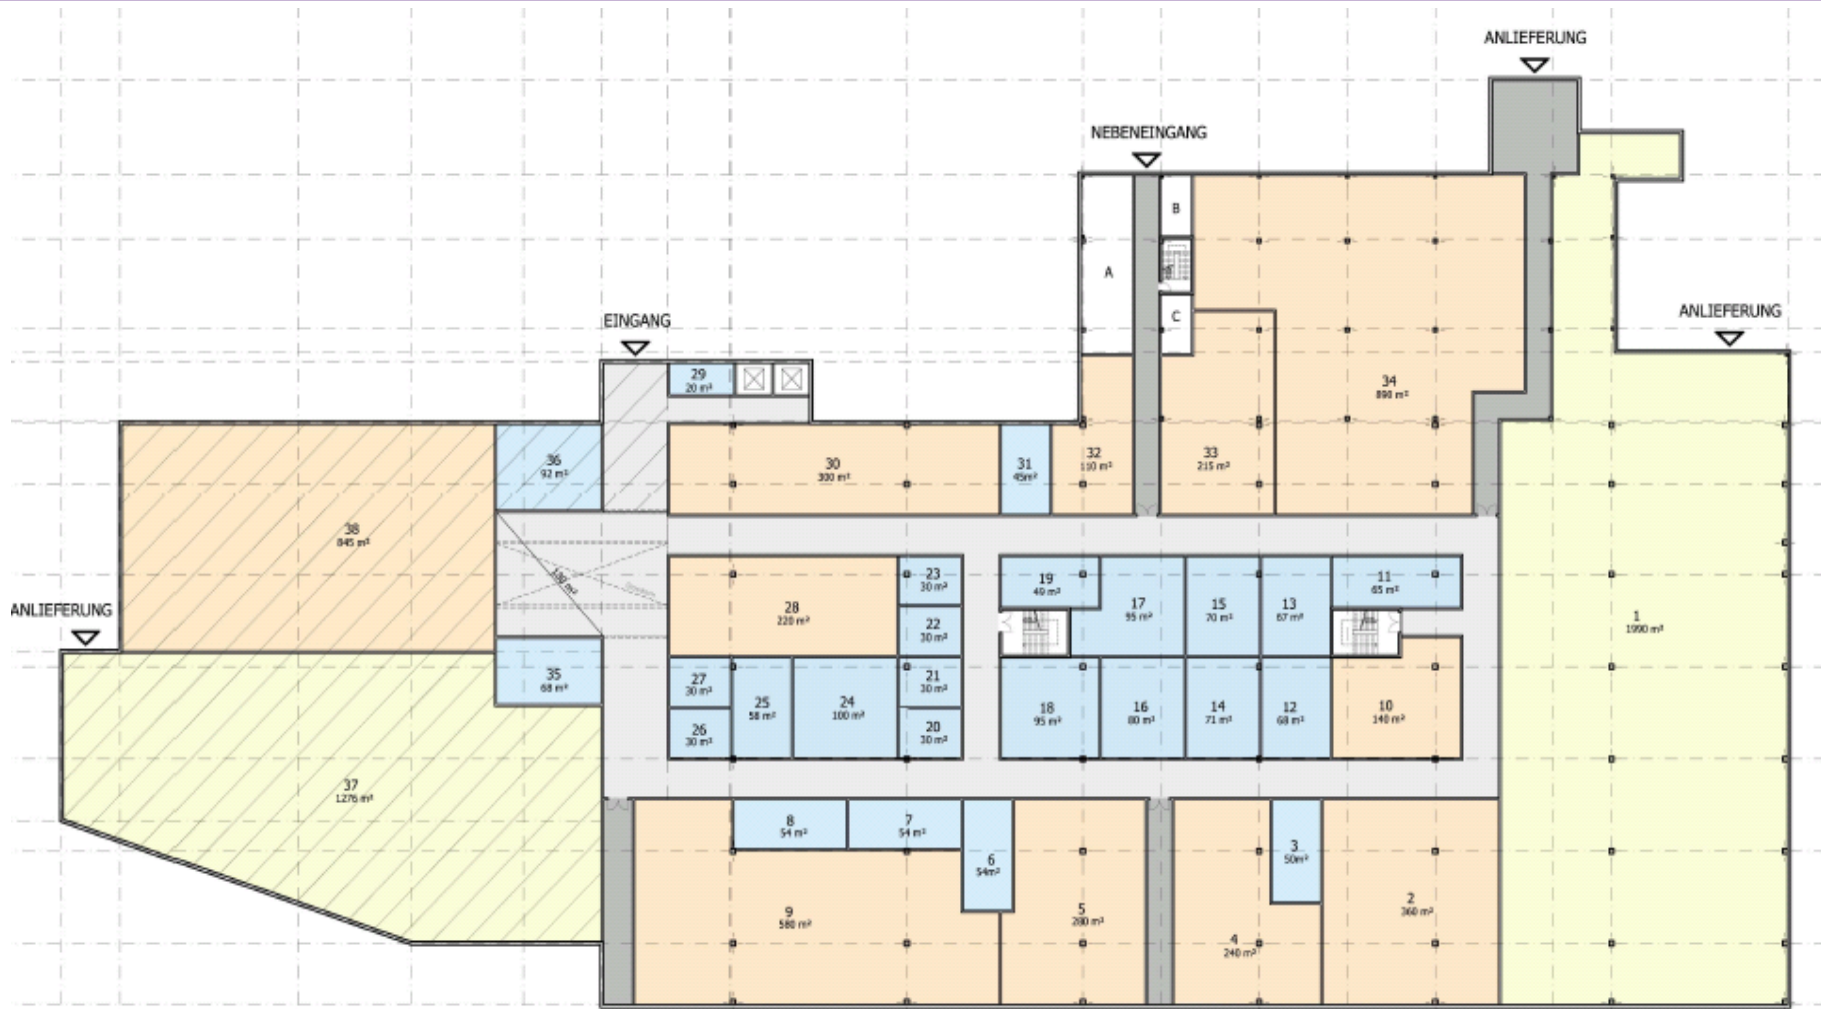 ANLIEFERUNG
NEBENEINGANG
ANLIEFERUNG
EINGANG
B
A
C
29
20 m²
34
890 m²
36
92 m²
30
300 m²
31
45m²
32
110 m²
33
215 m²
38
845 m²
130 m²
ANLIEFERUNG
23
30 m²
28
220 m²
22
30 m²
19
49 m²
17
95 m²
15
70 m²
13
67 m²
11
65 m²
1
1990 m²
35
68 m²
27
30 m²
25
58 m²
24
100 m²
21
30 m²
26
30 m²
20
30 m²
18
95 m²
16
80 m²
14
71 m²
12
68 m²
10
140 m²
37
1276 m²
8
54 m²
7
54 m²
6
54m²
3
50m²
9
580 m²
5
280 m²
4
240 m²
2
360 m²